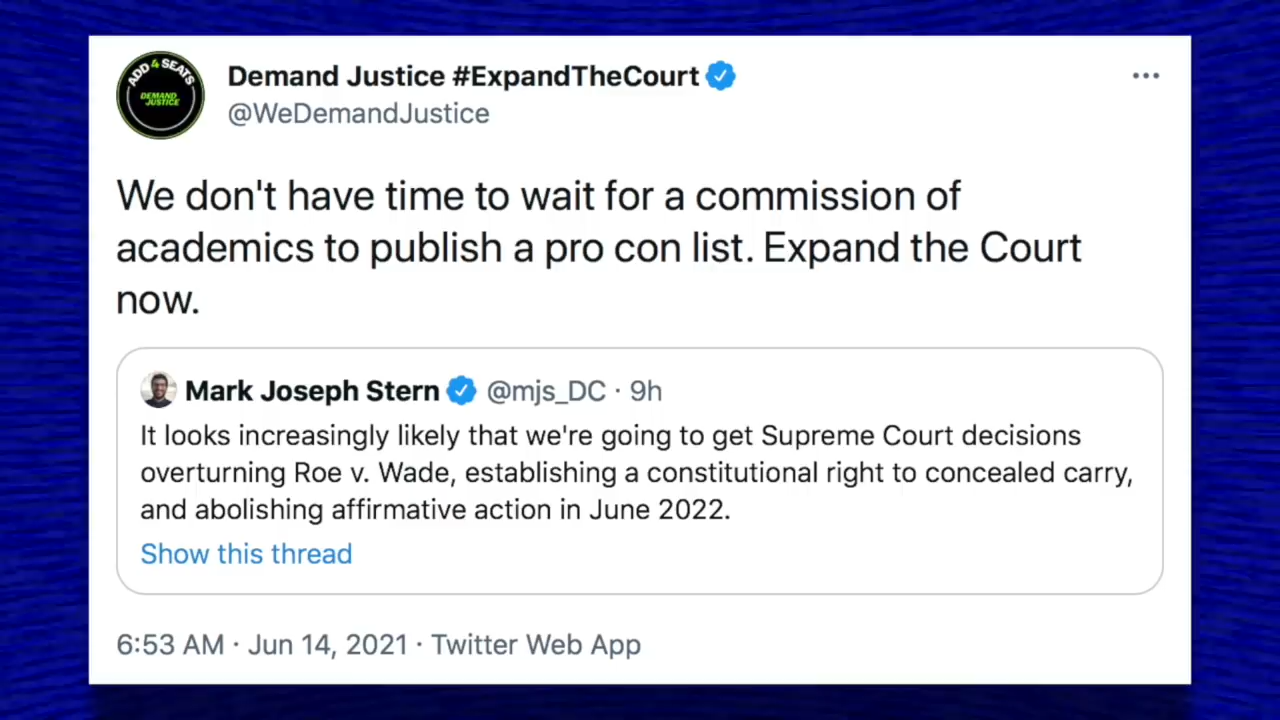 ADD 4 SEATS
DEMAND
JUSTICE
Demand Justice #ExpandTheCourt
@WeDemandJustice
We don't have time to wait for a commission of
academics to publish a pro con list. Expand the Court
now.
Mark Joseph Stern @mjs_DC · 9h
It looks increasingly likely that we're going to get Supreme Court decisions
overturning Roe v. Wade, establishing a constitutional right to concealed carry,
and abolishing affirmative action in June 2022.
Show this thread
6:53 AM · Jun 14, 2021 · Twitter Web App